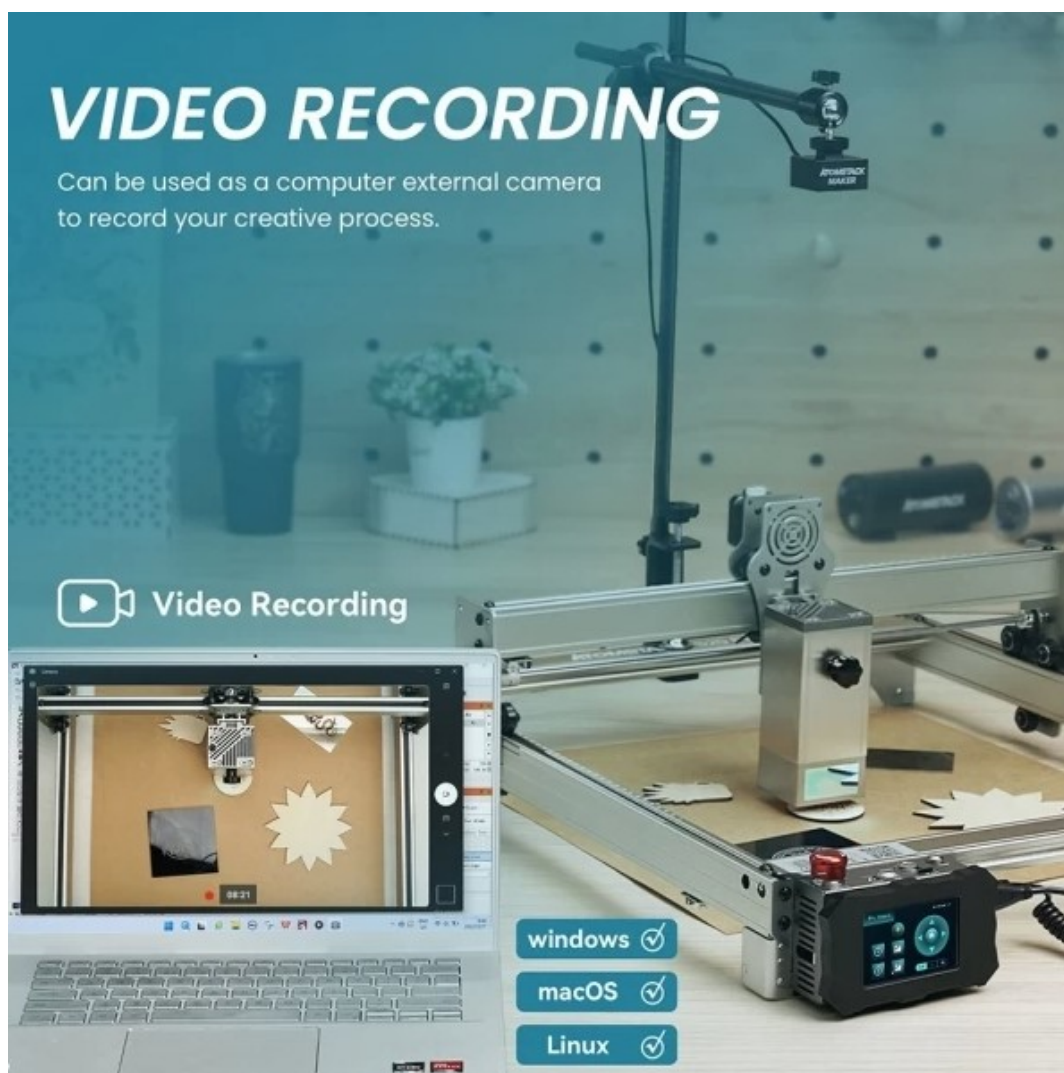 VIDEO RECORDING
Can be used as a computer external camera
to record your creative process.
ATOMSTACK
MAKER
ATOMSTACK
Video Recording
08:21
windows
macOS
Linux